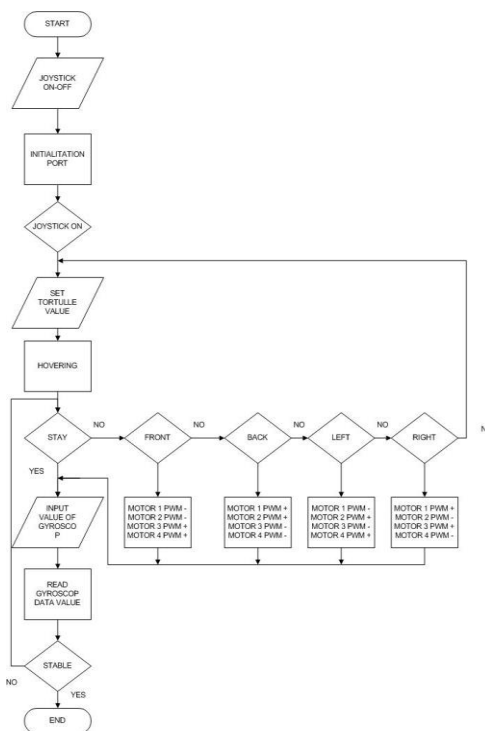 START
JOYSTICK
ON-OFF
INITIALITATION
PORT
JOYSTICK ON
SET
TORTULLE
VALUE
HOVERING
STAY
NO
FRONT
NO
BACK
NO
LEFT
NO
RIGHT
N
YES
INPUT
VALUE OF
GYROSCO
P
MOTOR 1 PWM -
MOTOR 2 PWM -
MOTOR 3 PWM +
MOTOR 4 PWM +
MOTOR 1 PWM +
MOTOR 2 PWM +
MOTOR 3 PWM -
MOTOR 4 PWM -
MOTOR 1 PWM -
MOTOR 2 PWM +
MOTOR 3 PWM -
MOTOR 4 PWM +
MOTOR 1 PWM +
MOTOR 2 PWM -
MOTOR 3 PWM +
MOTOR 4 PWM -
READ
GYROSCOP
DATA VALUE
STABLE
NO
YES
END